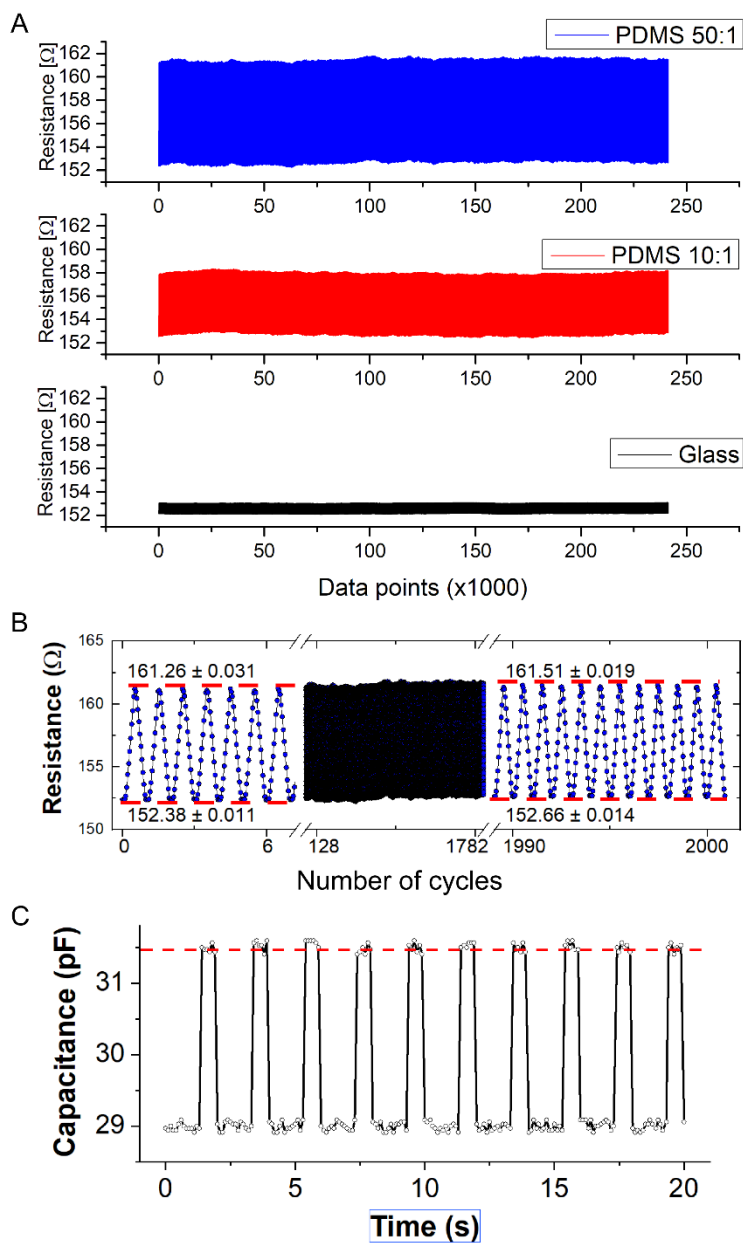 A
PDMS 50:1
Resistance [Ω]
162
160
158
156
154
152
0 50 100 150 200 250
PDMS 10:1
Resistance [Ω]
162
160
158
156
154
152
0 50 100 150 200 250
Glass
Resistance [Ω]
162
160
158
156
154
152
0 50 100 150 200 250
Data points (x1000)
B
Resistance (Ω)
165
160
155
150
161.26 ± 0.031
161.51 ± 0.019
152.38 ± 0.011
152.66 ± 0.014
0 6 128 1782 1990 2000
Number of cycles
C
Capacitance (pF)
31
30
29
0 5 10 15 20
Time (s)